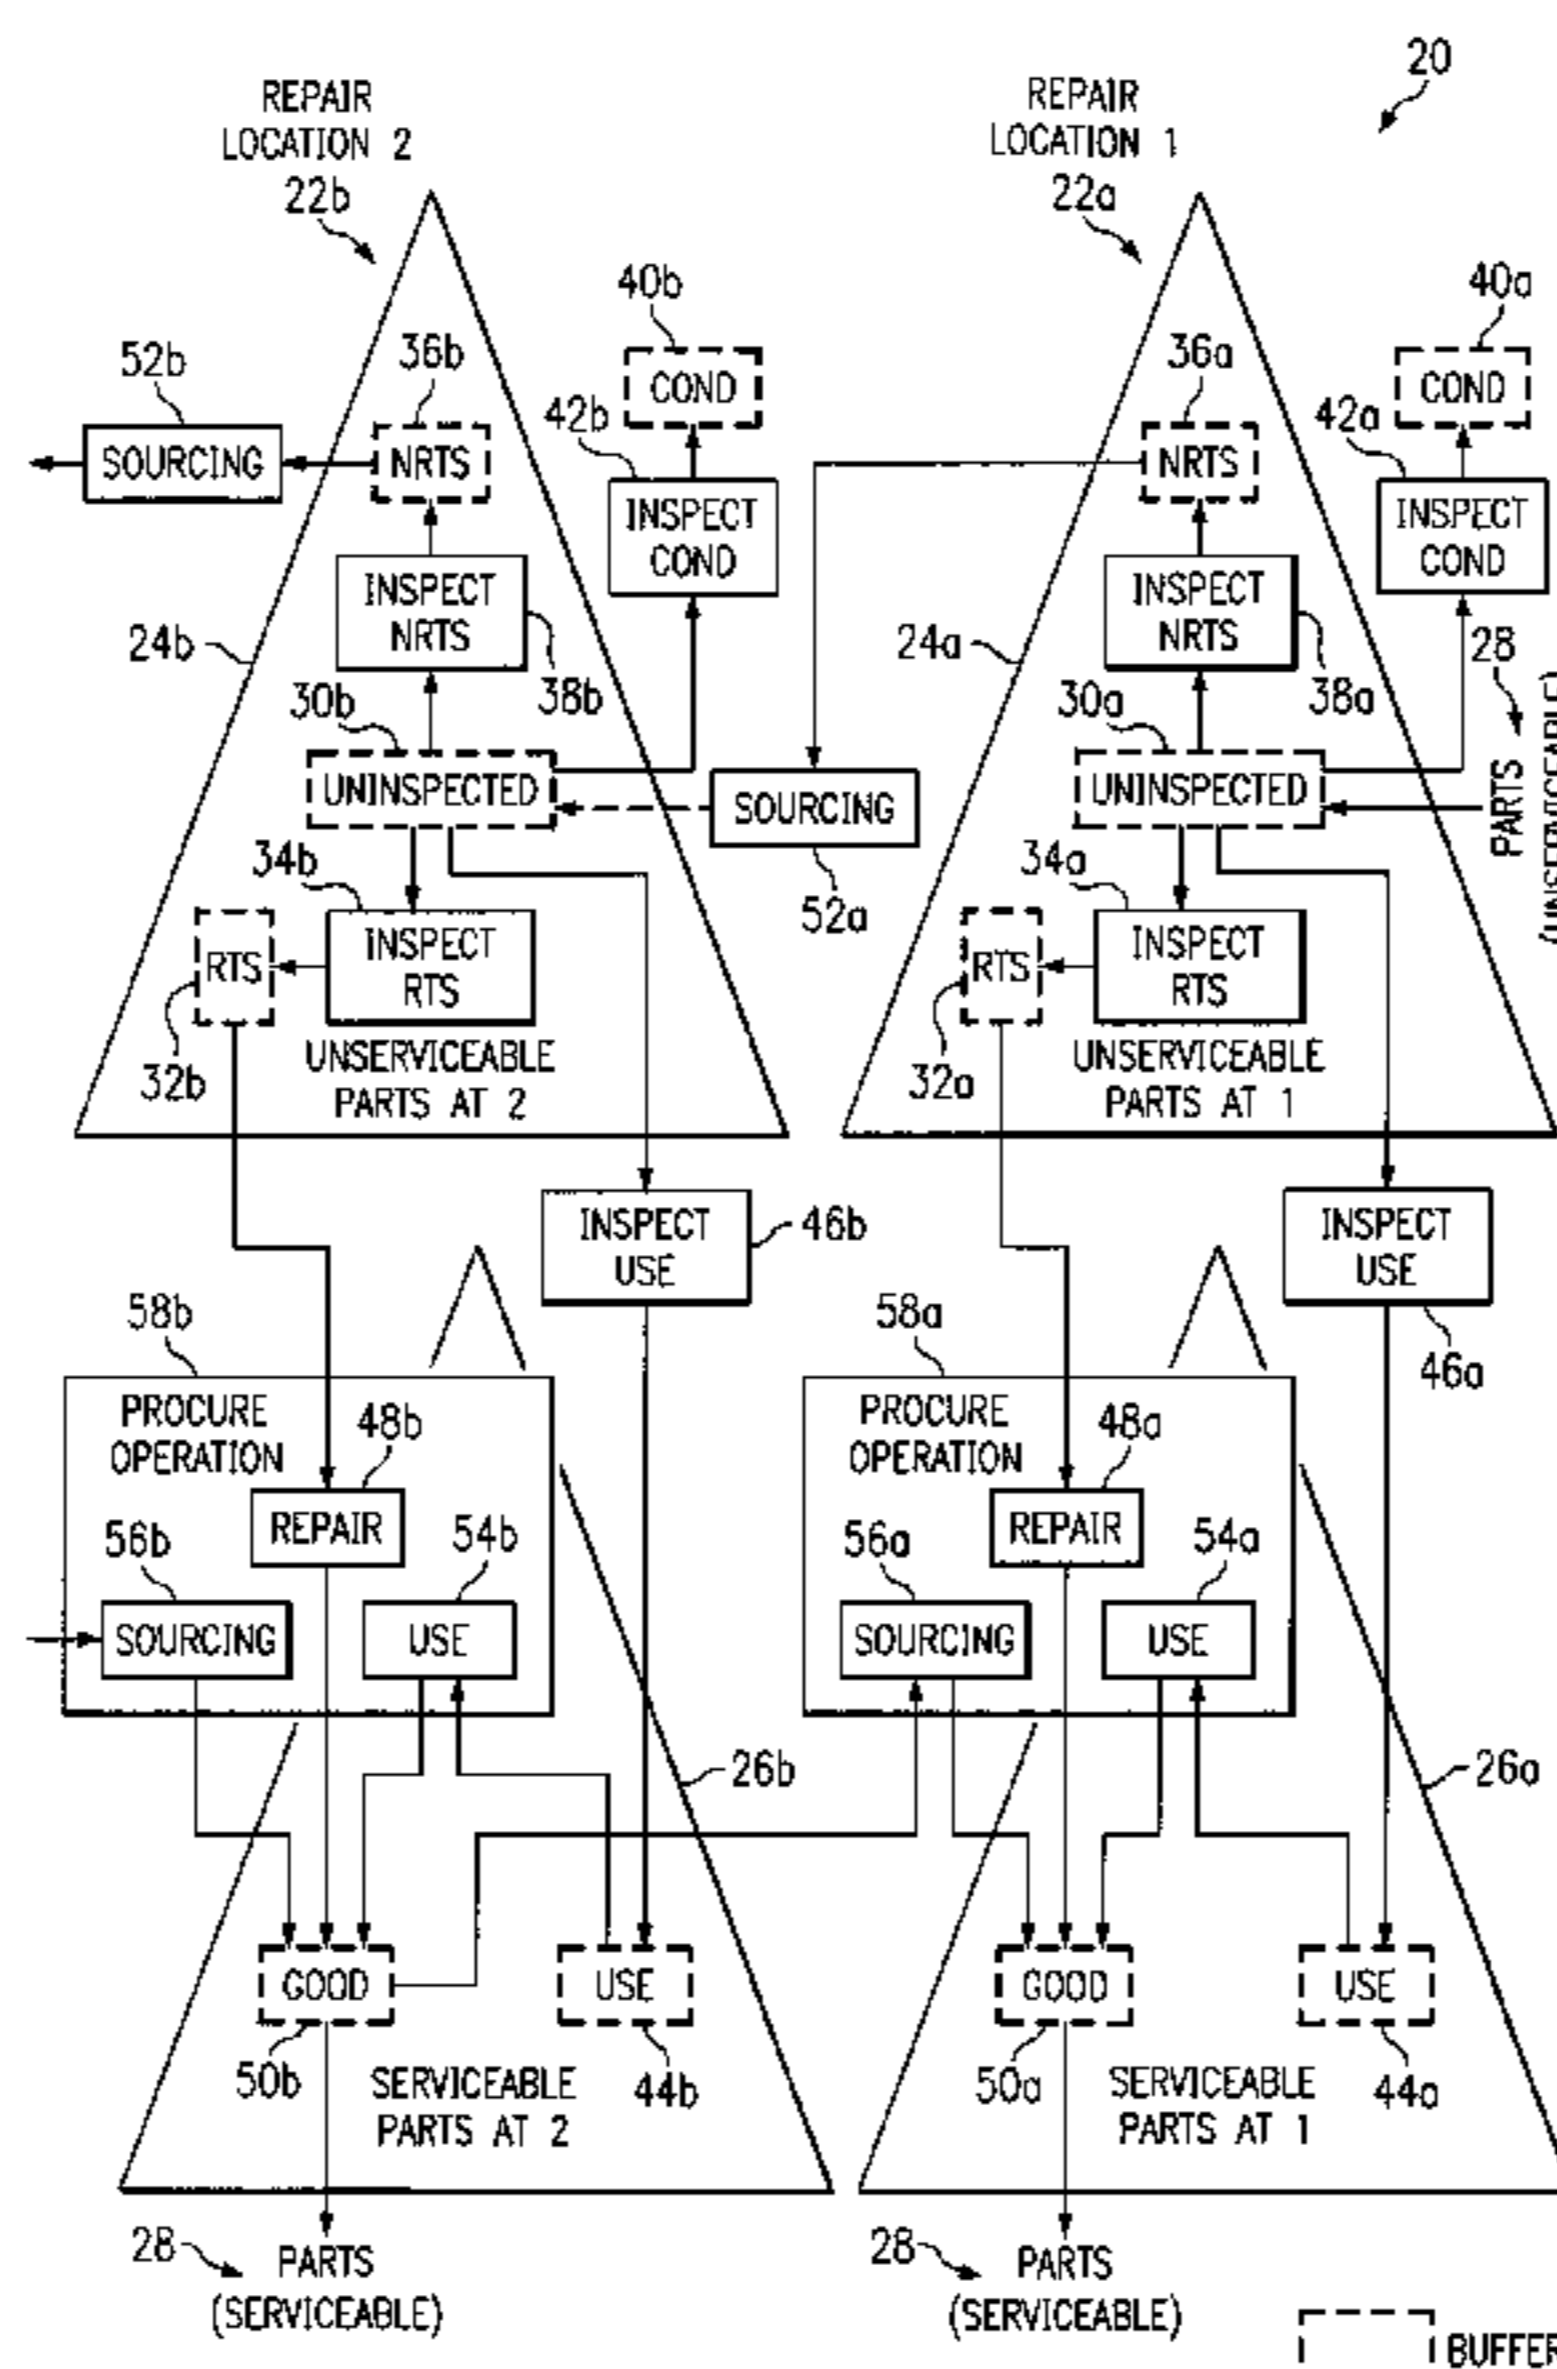 20
REPAIR
LOCATION 2
22b
REPAIR
LOCATION 1
22a
40b
40a
52b
36b
COND
36a
COND
42b
42a
SOURCING
NRTS
NRTS
INSPECT
COND
INSPECT
COND
INSPECT
NRTS
INSPECT
NRTS
24b
24a
28
30b
38b
30a
38a
UNINSPECTED
SOURCING
UNINSPECTED
PARTS
(UNSERVICEABLE)
34b
34a
52a
RTS
INSPECT
RTS
RTS
INSPECT
RTS
32b
UNSERVICEABLE
PARTS AT 2
32a
UNSERVICEABLE
PARTS AT 1
INSPECT
USE
46b
INSPECT
USE
58b
58a
46a
PROCURE
OPERATION
48b
PROCURE
OPERATION
48a
REPAIR
REPAIR
56b
54b
56a
54a
SOURCING
USE
SOURCING
USE
26b
26a
GOOD
USE
GOOD
USE
50b
44b
50a
44a
SERVICEABLE
PARTS AT 2
SERVICEABLE
PARTS AT 1
28
PARTS
(SERVICEABLE)
28
PARTS
(SERVICEABLE)
BUFFER